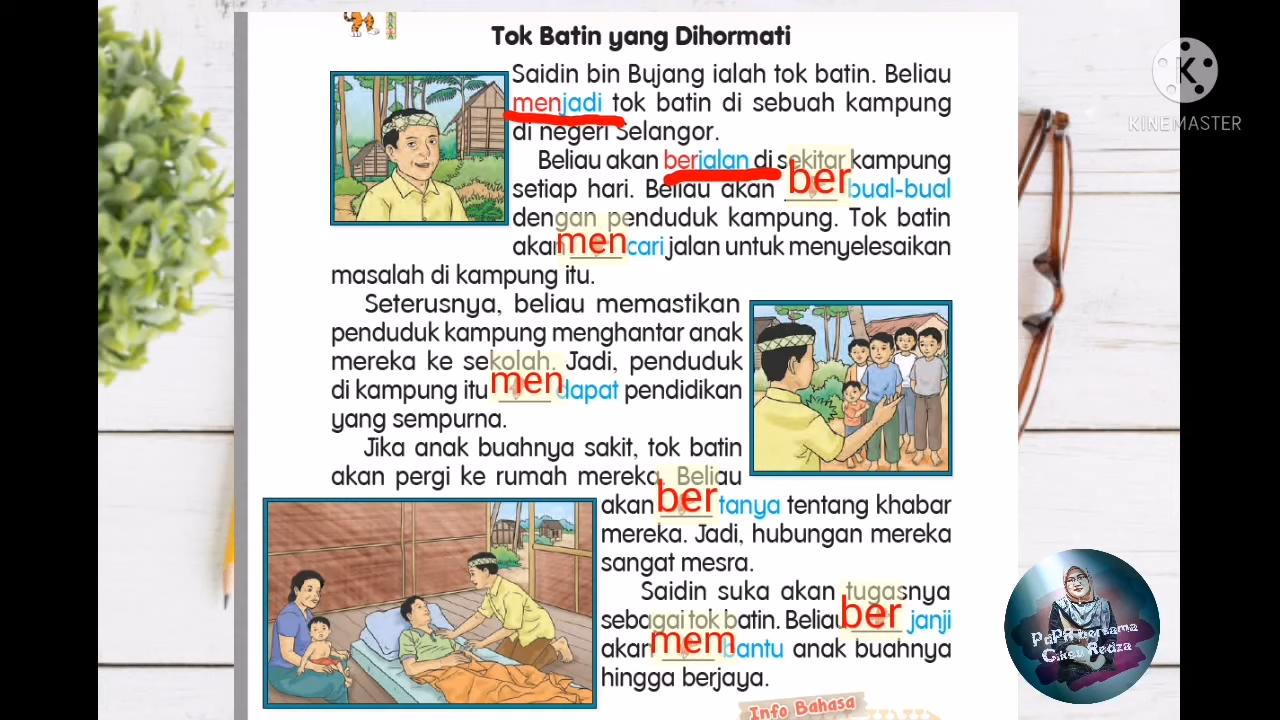 Tok Batin yang Dihormati
Saidin bin Bujang ialah tok batin. Beliau
menjadi tok batin di sebuah kampung
di negeri Selangor.
Beliau akan berjalan di sekitar kampung
setiap hari. Beliau akan ber bual-bual
dengan penduduk kampung. Tok batin
akan men cari jalan untuk menyelesaikan
masalah di kampung itu.
Seterusnya, beliau memastikan
penduduk kampung menghantar anak
mereka ke sekolah. Jadi, penduduk
di kampung itu men dapat pendidikan
yang sempurna.
Jika anak buahnya sakit, tok batin
akan pergi ke rumah mereka. Beliau
akan ber tanya tentang khabar
mereka. Jadi, hubungan mereka
sangat mesra.
Saidin suka akan tugasnya
sebagai tok batin. Beliau ber janji
akan mem bantu anak buahnya
hingga berjaya.
Info Bahasa
K
KINEMASTER
PdPR bersama
Cikgu Redza